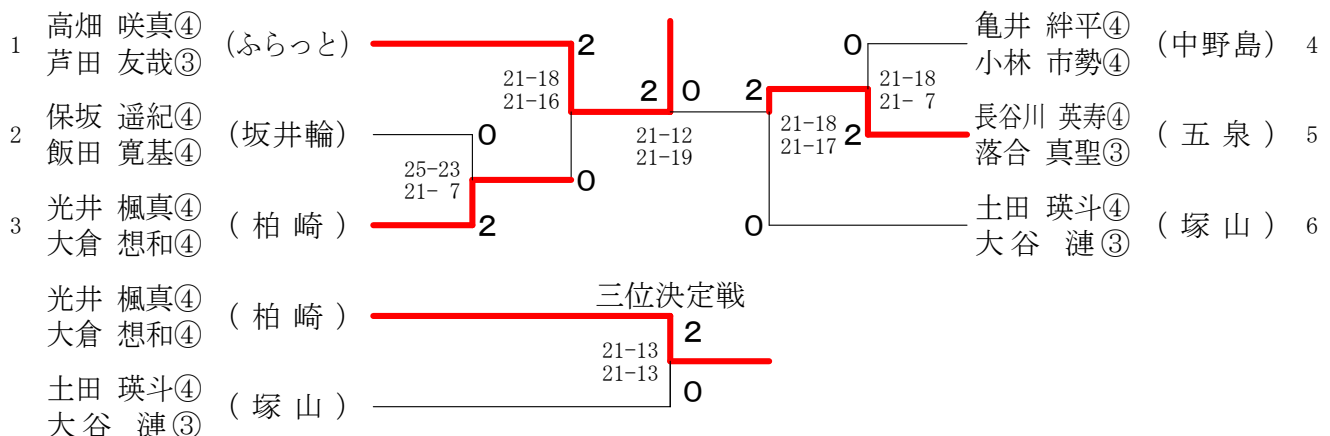 1 高畑 咲真④ (ふらっと)
芦田 友哉③
2
21-18
21-16
2 保坂 遥紀④ (坂井輪)
飯田 寛基④
0
25-23
21- 7
0
3 光井 楓真④ (柏崎)
大倉 想和④
2
2 0
21-12
21-19
亀井 絆平④ (中野島) 4
小林 市勢④
0
21-18
21- 7
2
21-18
21-17
2
長谷川 英寿④ (五泉) 5
落合 真聖③
土田 瑛斗④ (塚山) 6
大谷 漣③
0
三位決定戦
光井 楓真④ (柏崎)
大倉 想和④
2
21-13
21-13
0
土田 瑛斗④ (塚山)
大谷 漣③